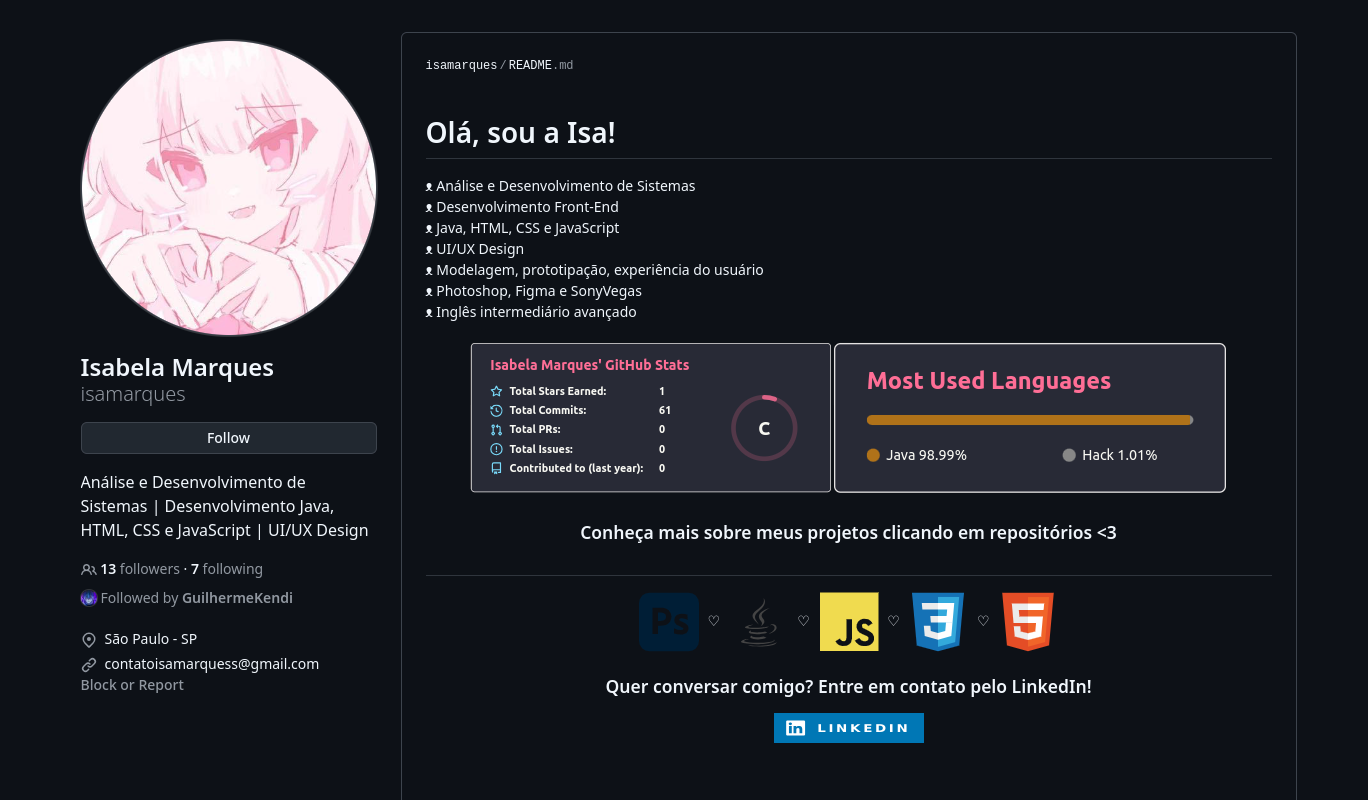 Isabela Marques
isamarques
Follow
Análise e Desenvolvimento de
Sistemas | Desenvolvimento Java,
HTML, CSS e JavaScript | UI/UX Design
13 followers · 7 following
Followed by GuilhermeKendi
São Paulo - SP
contatoisamarquess@gmail.com
Block or Report
isamarques/README.md
Olá, sou a Isa!
ᴥ Análise e Desenvolvimento de Sistemas
ᴥ Desenvolvimento Front-End
ᴥ Java, HTML, CSS e JavaScript
ᴥ UI/UX Design
ᴥ Modelagem, prototipação, experiência do usuário
ᴥ Photoshop, Figma e SonyVegas
ᴥ Inglês intermediário avançado
Isabela Marques' GitHub Stats
Total Stars Earned: 1
Total Commits: 61
Total PRs: 0
Total Issues: 0
Contributed to (last year): 0
C
Most Used Languages
Java 98.99% Hack 1.01%
Conheça mais sobre meus projetos clicando em repositórios <3
Ps ♡ ♡ JS ♡ 3 ♡ 5
Quer conversar comigo? Entre em contato pelo LinkedIn!
in LINKEDIN